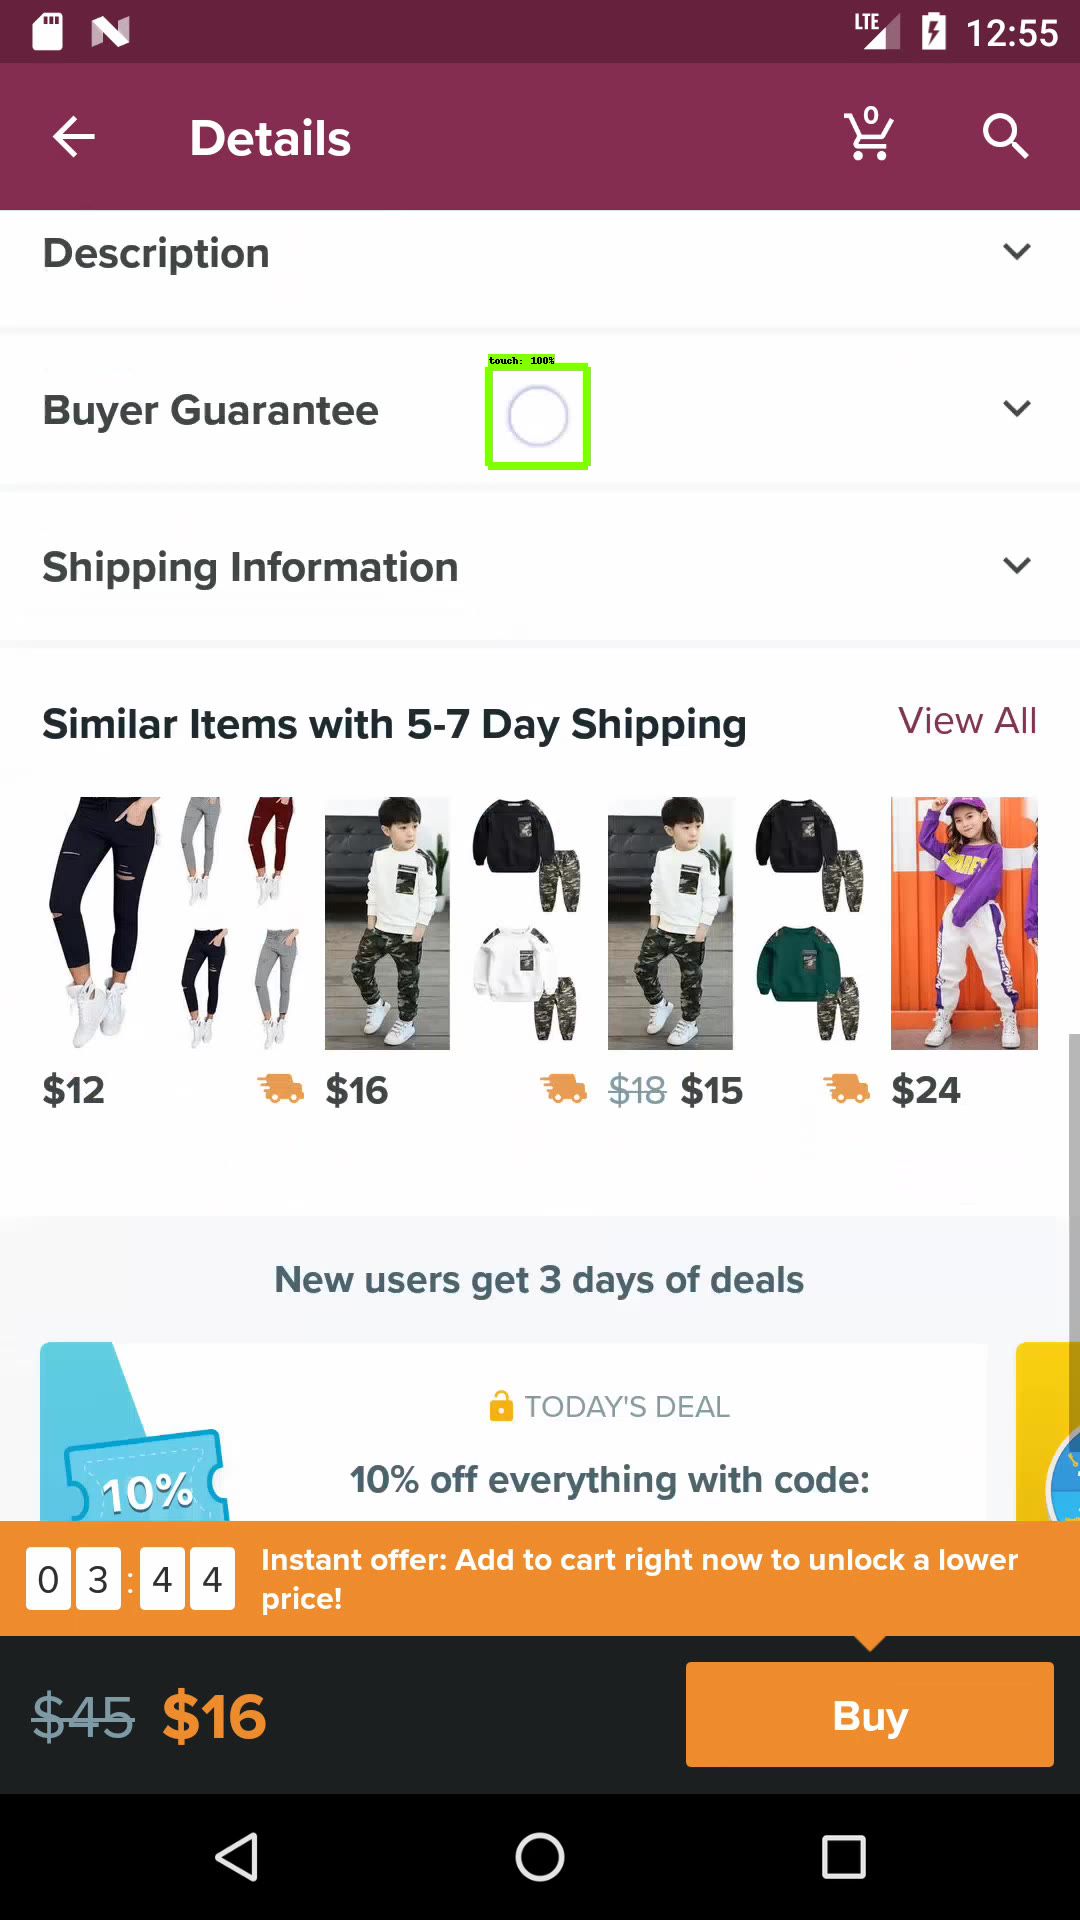 LTE 12:55
Details
0
Description
touch: 100%
Buyer Guarantee
Shipping Information
Similar Items with 5-7 Day Shipping
View All
$12
$16
$18 $15
$24
New users get 3 days of deals
TODAY'S DEAL
10%
10% off everything with code:
0 3 : 4 4
Instant offer: Add to cart right now to unlock a lower
price!
$45 $16
Buy